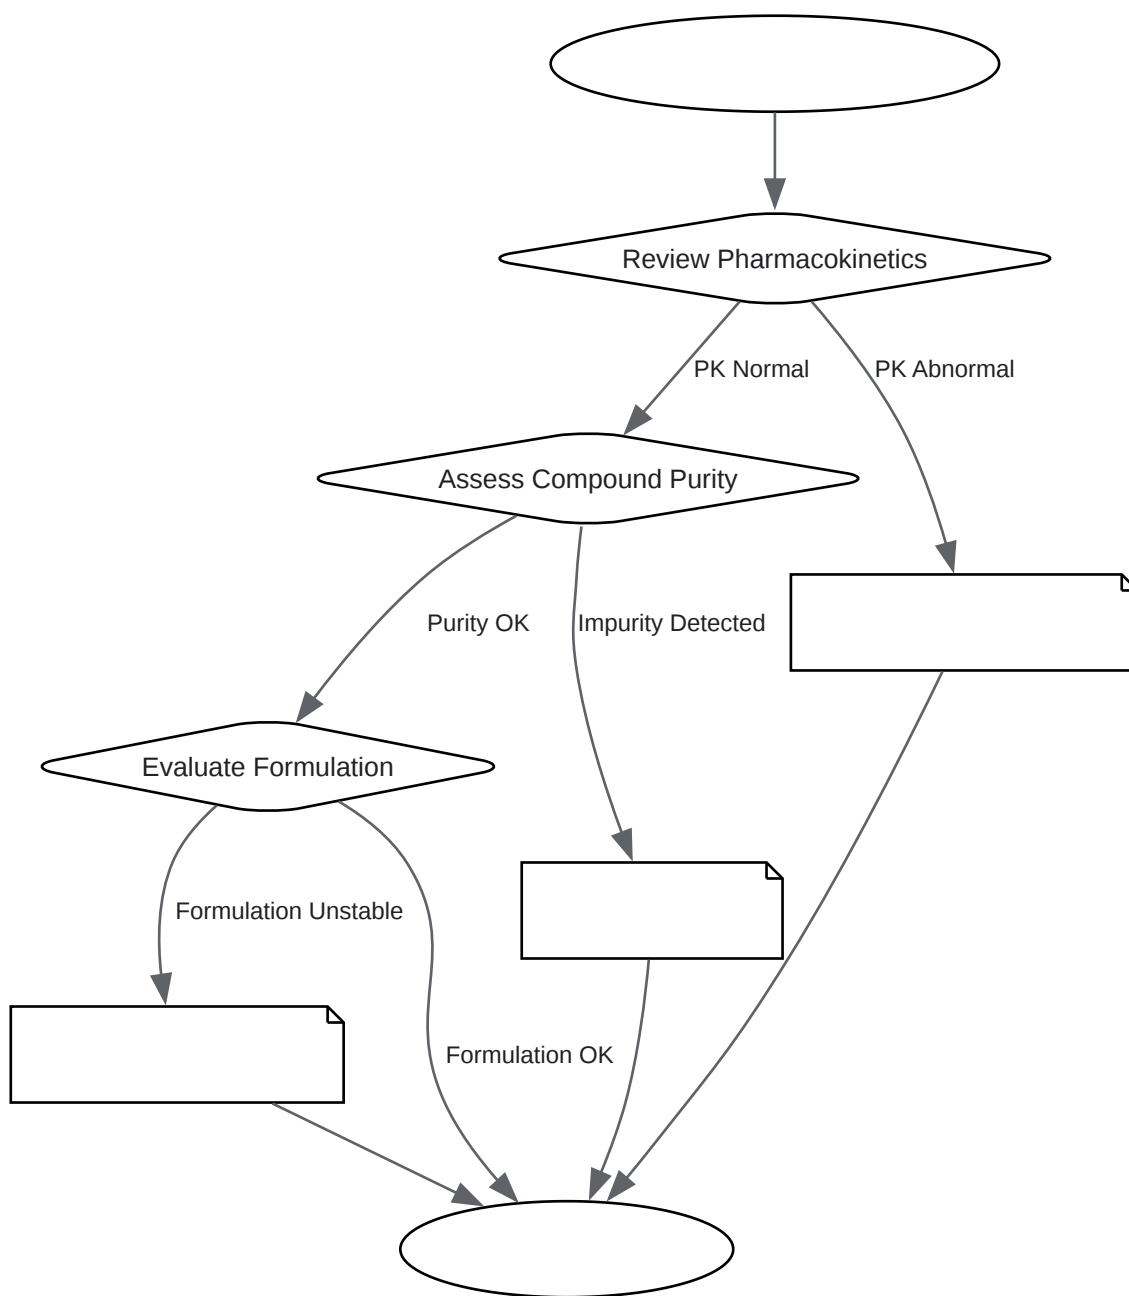 Review Pharmacokinetics
PK Normal
PK Abnormal
Assess Compound Purity
Purity OK
Impurity Detected
Evaluate Formulation
Formulation Unstable
Formulation OK